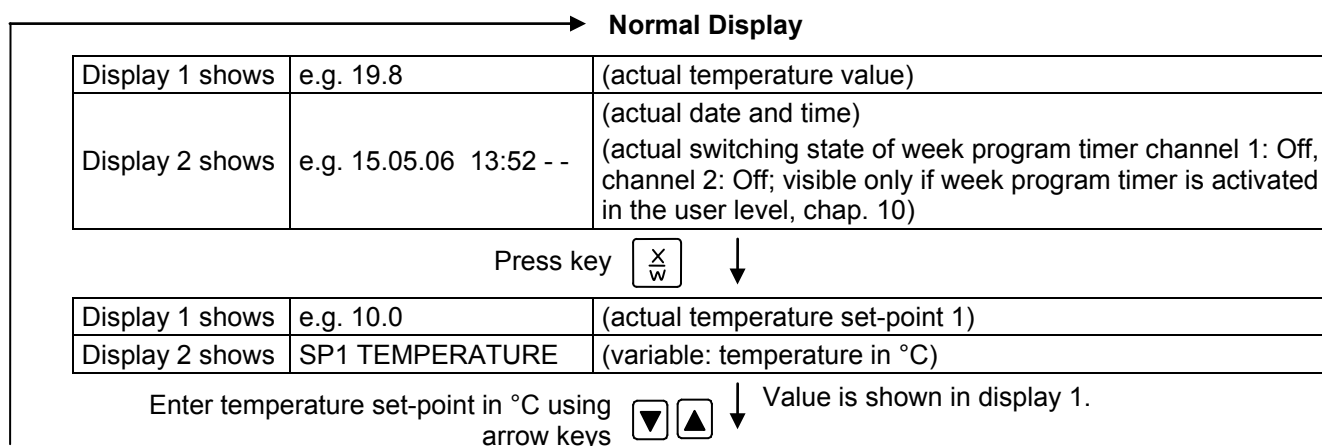 Normal Display
Display 1 shows e.g. 19.8 (actual temperature value)
(actual date and time)
Display 2 shows e.g. 15.05.06 13:52 - - (actual switching state of week program timer channel 1: Off,
channel 2: Off; visible only if week program timer is activated
in the user level, chap. 10)
Press key X/W
Display 1 shows e.g. 10.0 (actual temperature set-point 1)
Display 2 shows SP1 TEMPERATURE (variable: temperature in °C)
Enter temperature set-point in °C using Value is shown in display 1.
arrow keys